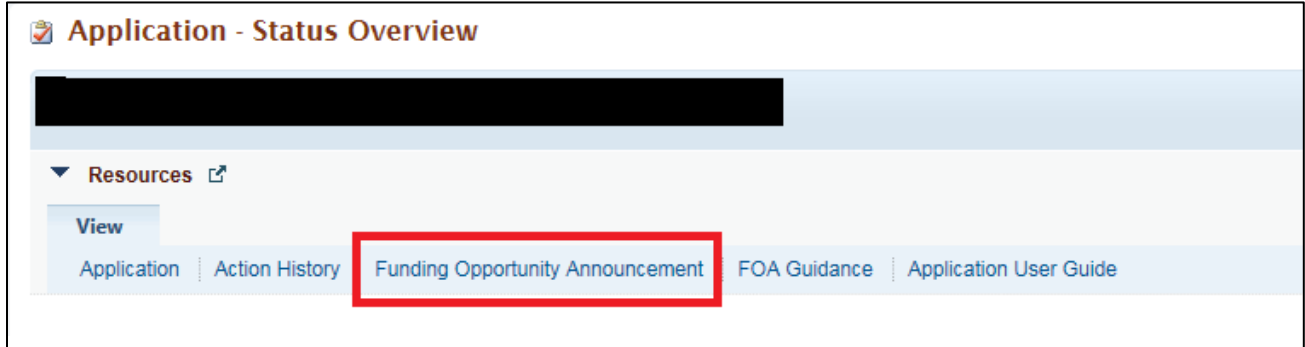 Application - Status Overview
Resources
View
Application Action History Funding Opportunity Announcement FOA Guidance Application User Guide